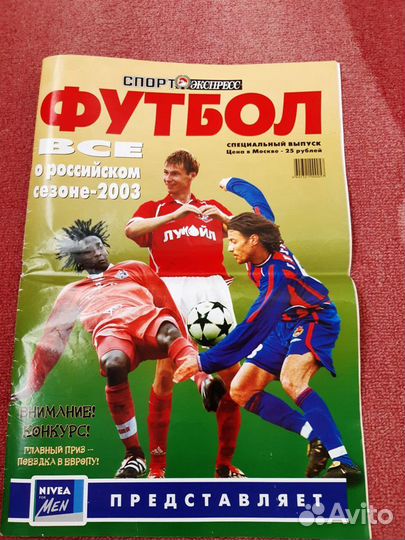 СПОРТ ЭКСПРЕСС
ФУТБОЛ
ВСЕ
о российском
сезоне-2003
СПЕЦИАЛЬНЫЙ ВЫПУСК
Цена в Москве - 25 рублей
ЛУКОЙЛ
ВНИМАНИЕ!
КОНКУРС!
ГЛАВНЫЙ ПРИЗ --
ПОЕЗДКА В ЕВРОПУ!
NIVEA
FOR
MEN
ПРЕДСТАВЛЯЕТ
Avito